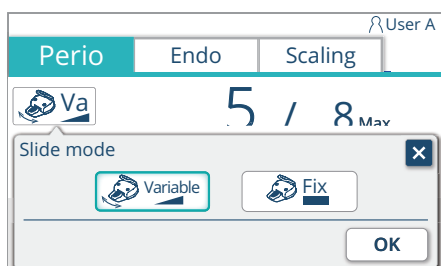 User A
Perio Endo Scaling
Va 5 / 8 Max
Slide mode
Variable Fix
OK